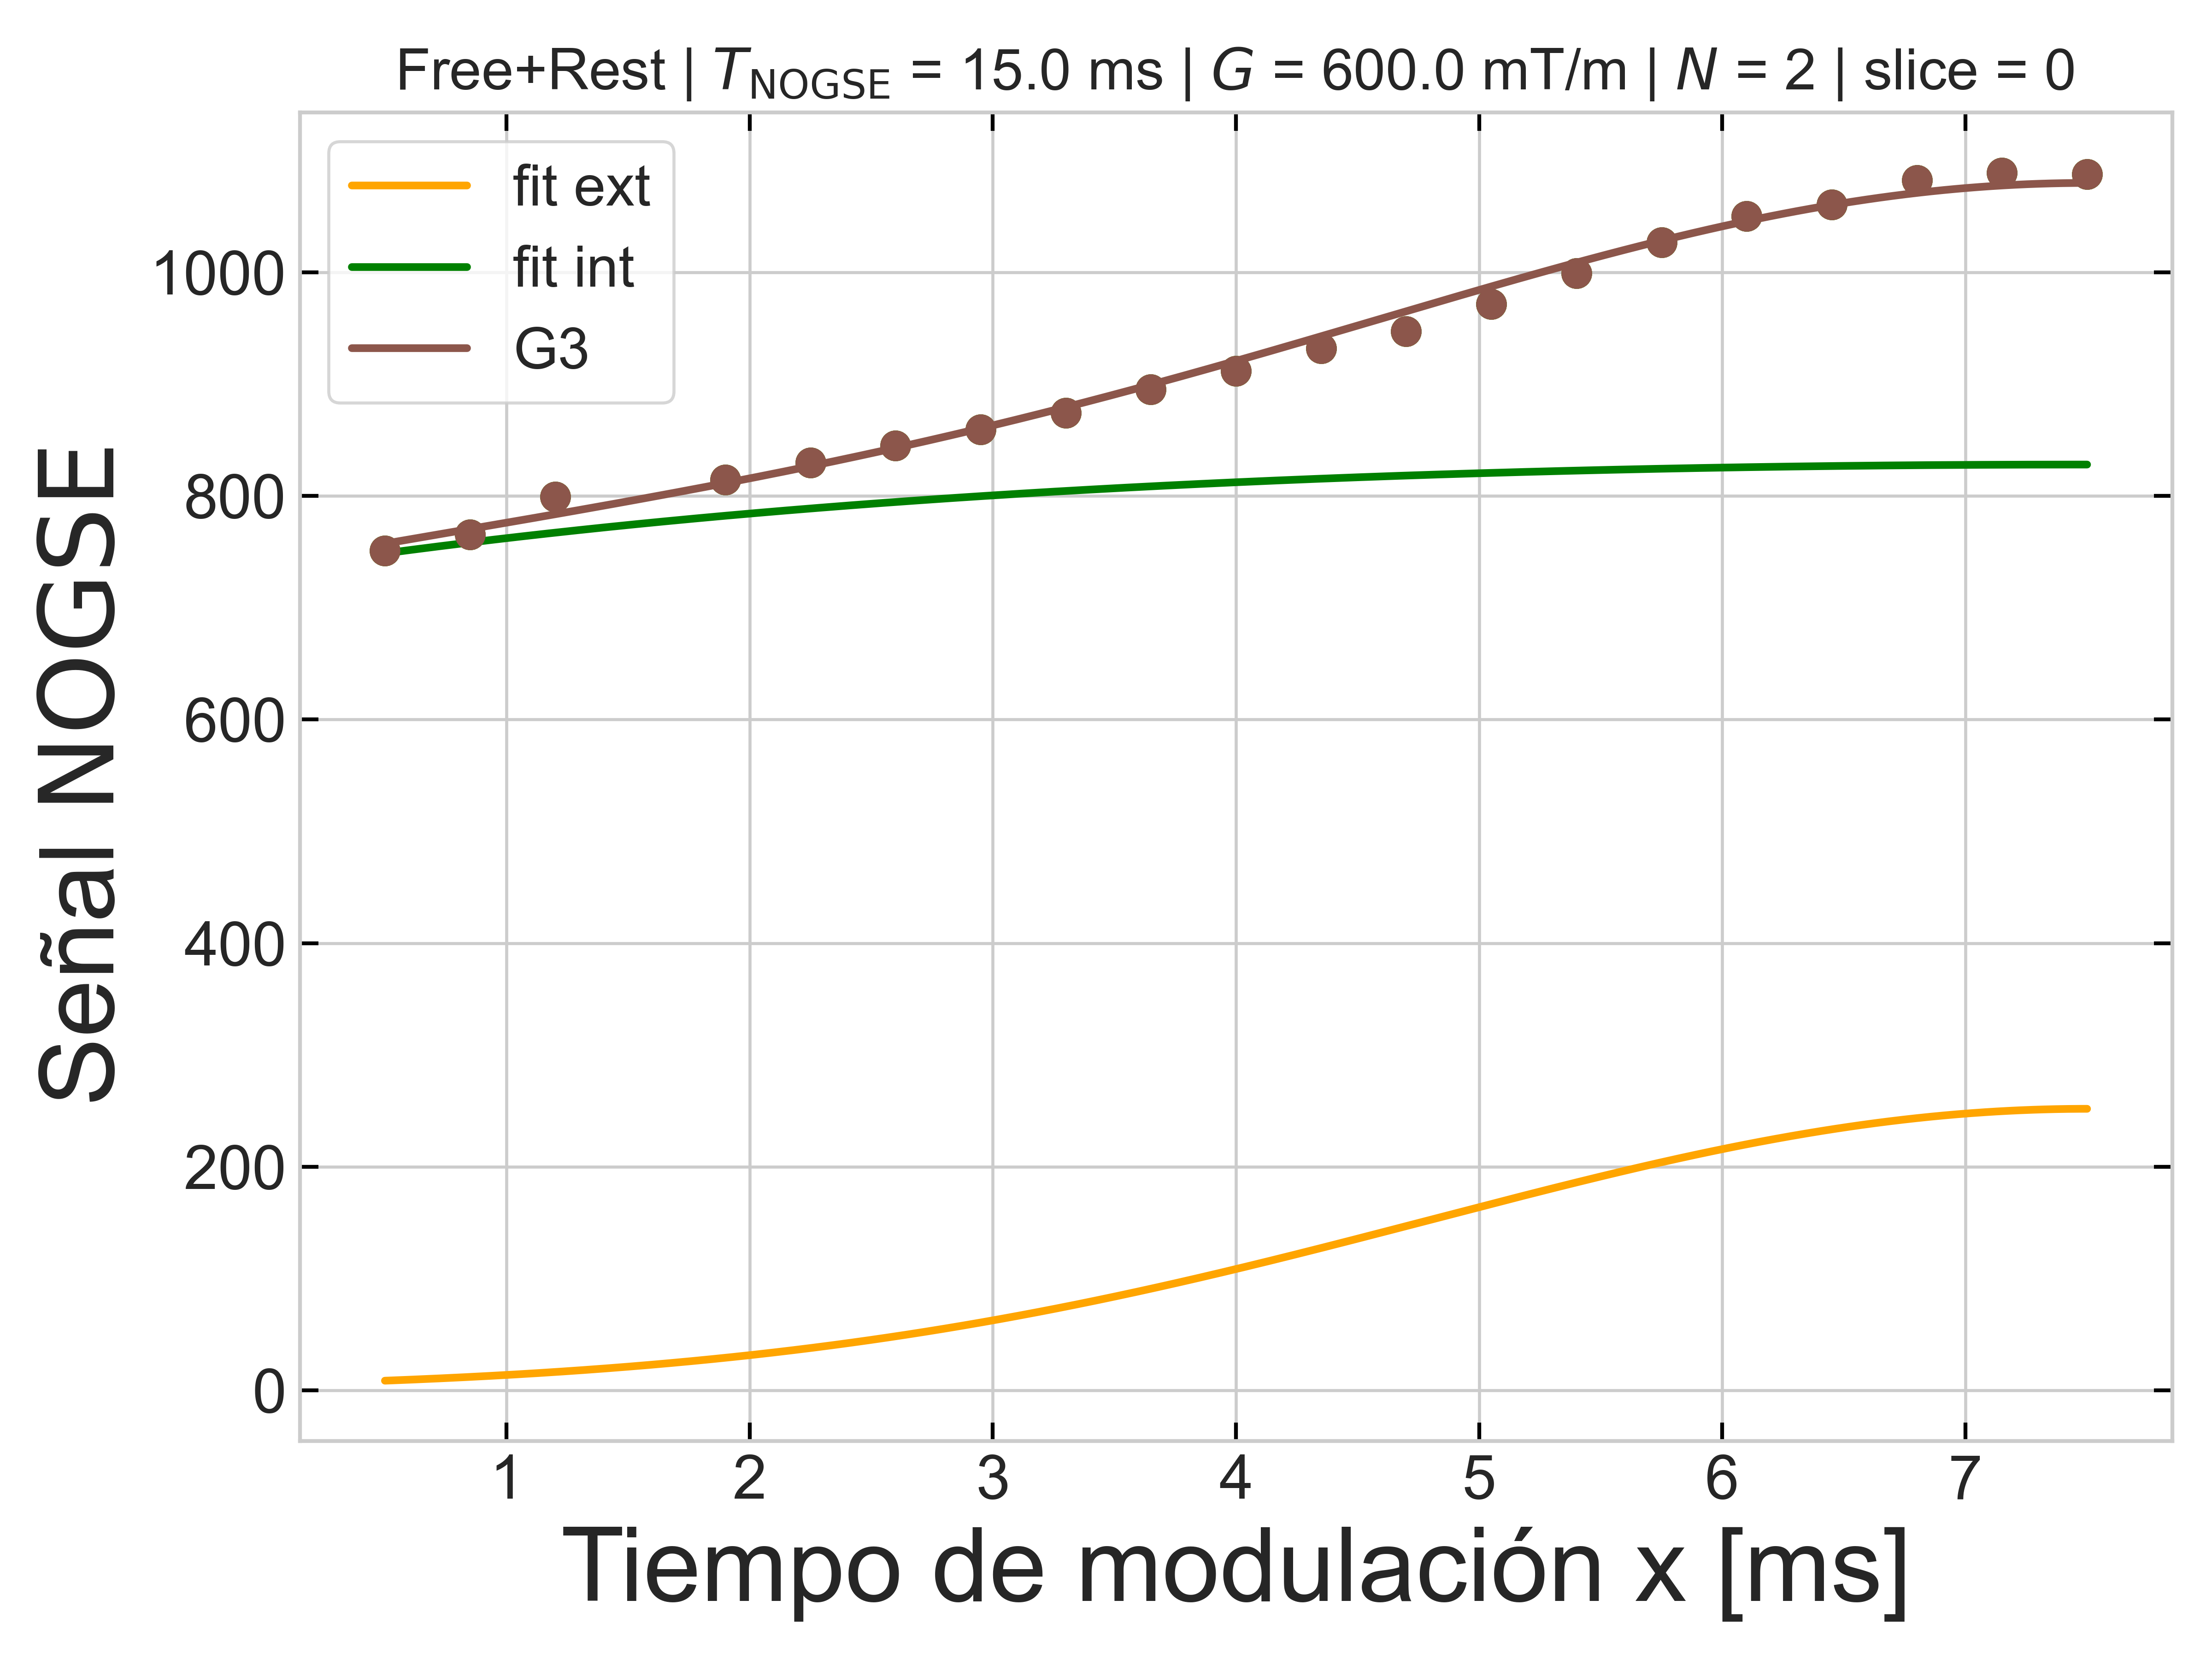 Free+Rest | T_NOGSE = 15.0 ms | G = 600.0 mT/m | N = 2 | slice = 0
fit ext
fit int
G3
Señal NOGSE
1000
800
600
400
200
0
1 2 3 4 5 6 7
Tiempo de modulación x [ms]